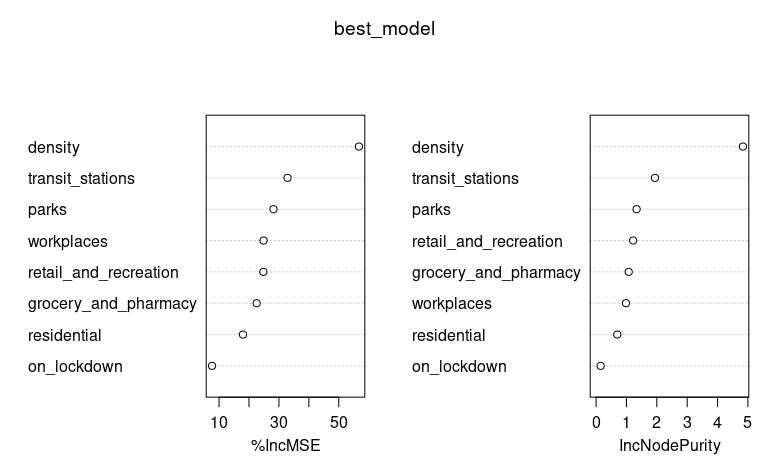 best_model
density
transit_stations
parks
workplaces
retail_and_recreation
grocery_and_pharmacy
residential
on_lockdown
10 30 50
%IncMSE
density
transit_stations
parks
retail_and_recreation
grocery_and_pharmacy
workplaces
residential
on_lockdown
0 1 2 3 4 5
IncNodePurity